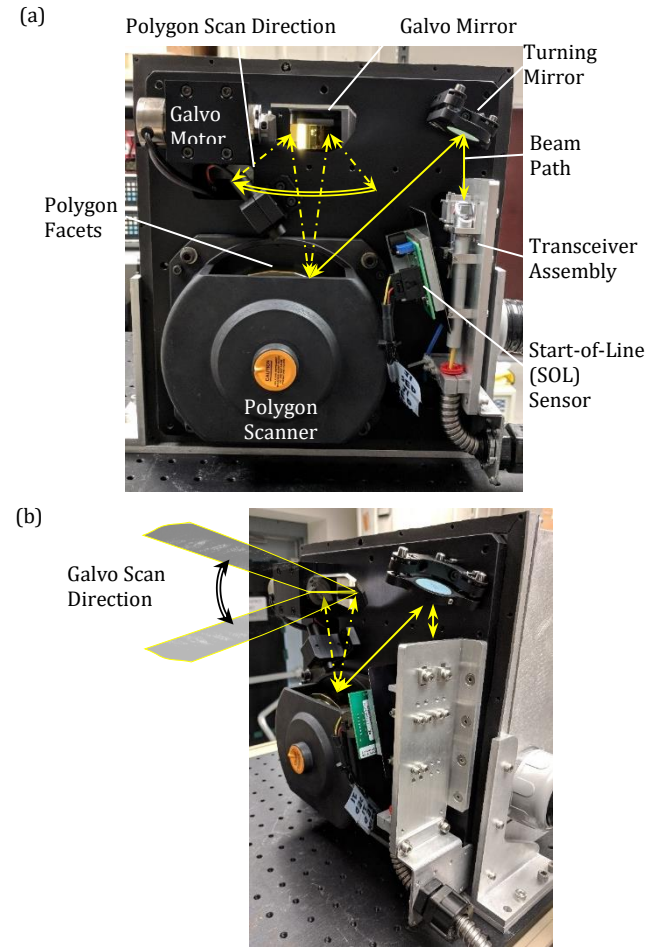 (a)
Polygon Scan Direction
Galvo Mirror
Turning
Mirror
Galvo
Motor
Beam
Path
Polygon
Facets
Transceiver
Assembly
Start-of-Line
(SOL)
Sensor
CAUTION
Polygon
Scanner
(b)
Galvo Scan
Direction